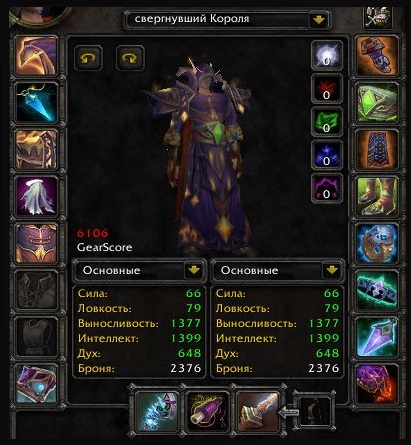 свергнувший Короля
0
0
0
0
0
6106
GearScore
Основные Основные
Сила: 66 Сила: 66
Ловкость: 79 Ловкость: 79
Выносливость: 1377 Выносливость: 1377
Интеллект: 1399 Интеллект: 1399
Дух: 648 Дух: 648
Броня: 2376 Броня: 2376